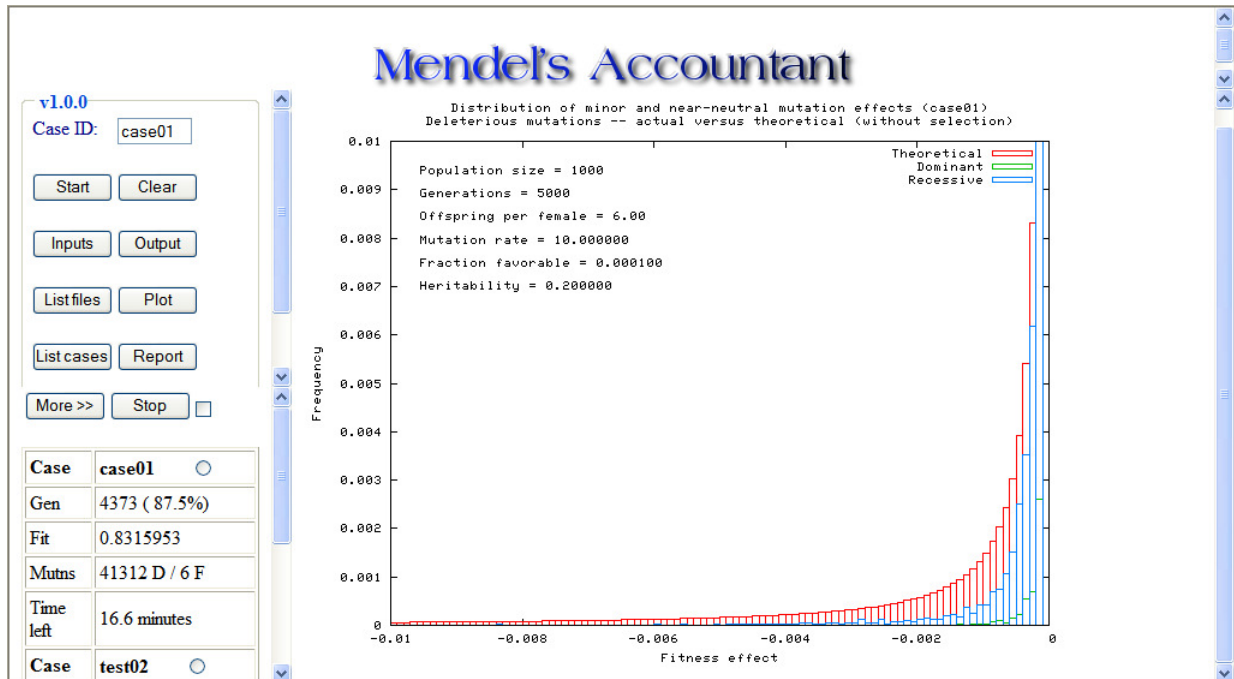 Mendel's Accountant
v1.0.0
Case ID: case01
Start Clear
Inputs Output
List files Plot
List cases Report
More >> Stop
Case case01
Gen 4373 ( 87.5%)
Fit 0.8315953
Mutns 41312 D / 6 F
Time left 16.6 minutes
Case test02
Distribution of minor and near-neutral mutation effects (case01)
Deleterious mutations -- actual versus theoretical (without selection)
Theoretical
Dominant
Recessive
Population size = 1000
Generations = 5000
Offspring per female = 6.00
Mutation rate = 10.000000
Fraction favorable = 0.000100
Heritability = 0.200000
Frequency
0.01
0.009
0.008
0.007
0.006
0.005
0.004
0.003
0.002
0.001
0
-0.01 -0.008 -0.006 -0.004 -0.002 0
Fitness effect